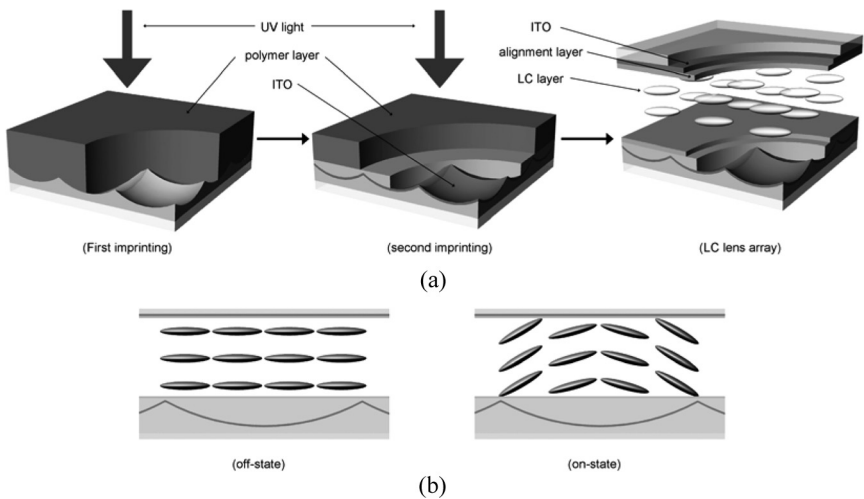 UV light
polymer layer
ITO
ITO
alignment layer
LC layer
(First imprinting)
(second imprinting)
(LC lens array)
(a)
(off-state)
(on-state)
(b)